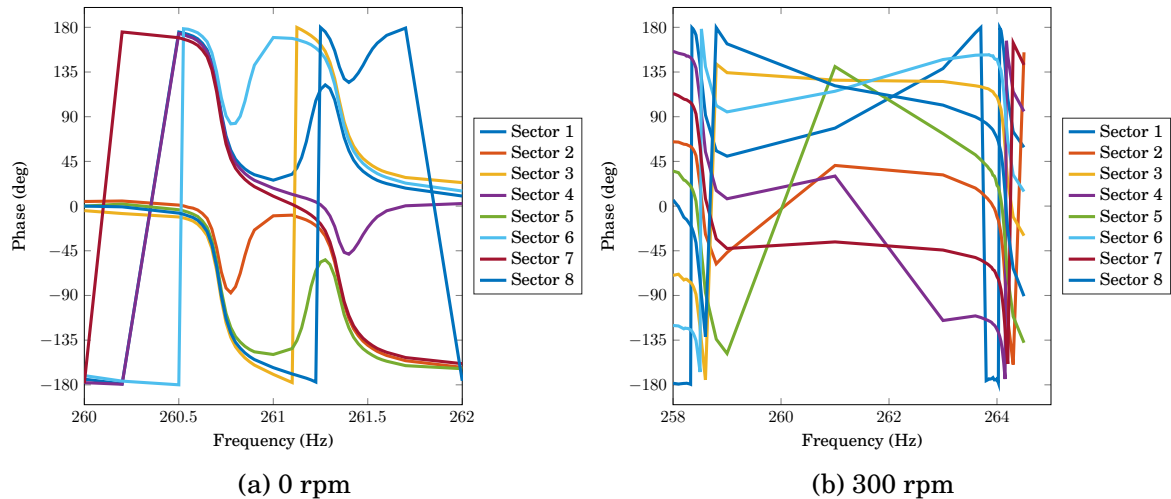 180
135
90
45
0
−45
−90
−135
−180
Phase (deg)
260
260.5
261
261.5
262
Frequency (Hz)
Sector 1
Sector 2
Sector 3
Sector 4
Sector 5
Sector 6
Sector 7
Sector 8
(a) 0 rpm
180
135
90
45
0
−45
−90
−135
−180
Phase (deg)
258
260
262
264
Frequency (Hz)
Sector 1
Sector 2
Sector 3
Sector 4
Sector 5
Sector 6
Sector 7
Sector 8
(b) 300 rpm